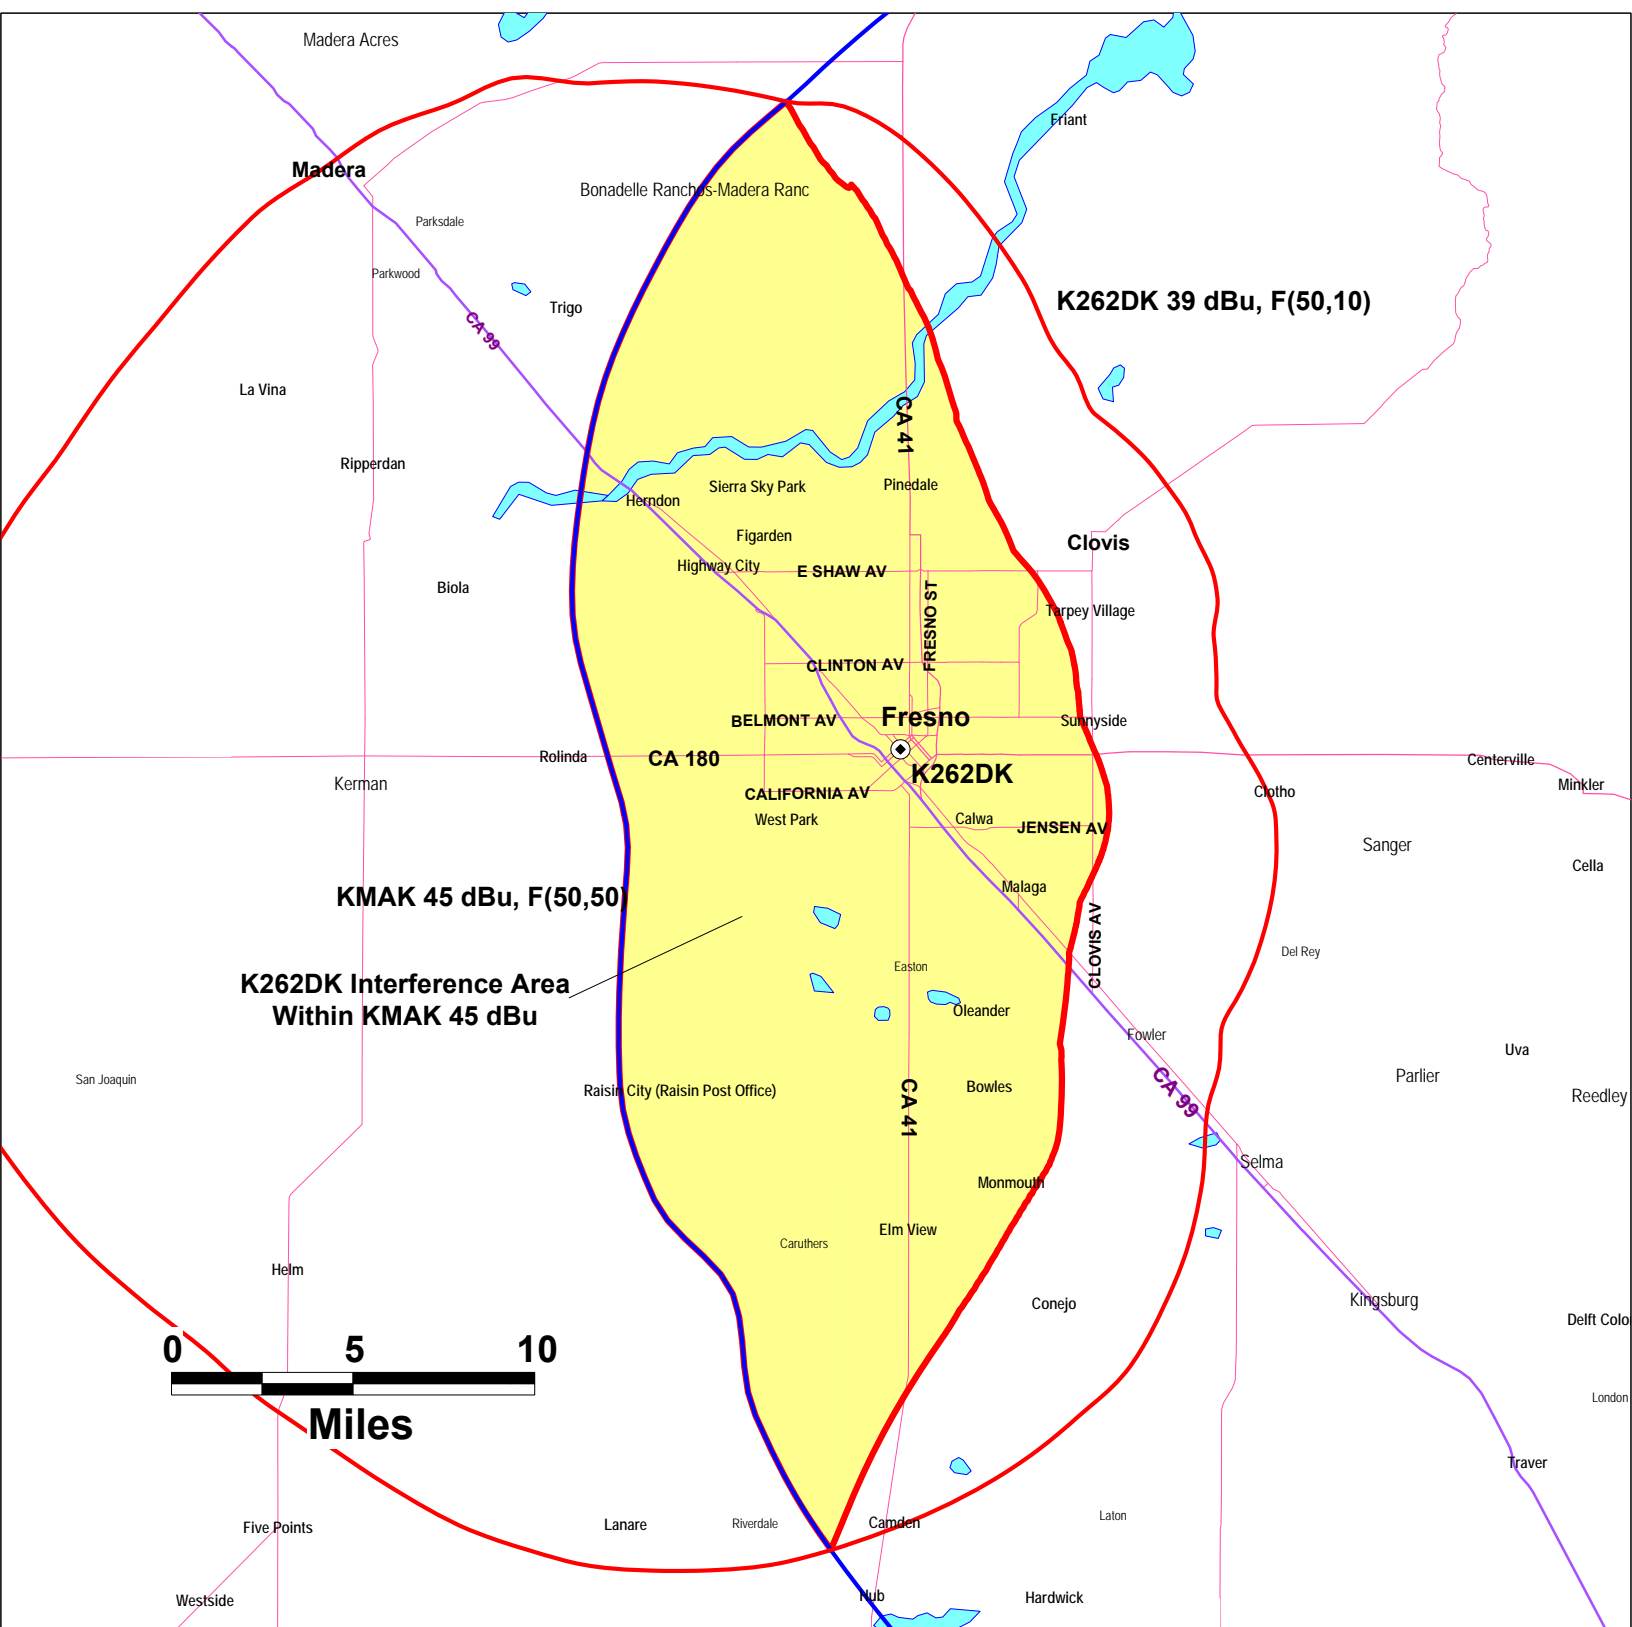 Madera Acres
Friant
Madera
Bonadelle Ranchos-Madera Ranc
Parksdale
Parkwood
K262DK 39 dBu, F(50,10)
Trigo
CA 99
La Vina
CA 41
Ripperdan
Pinedale
Sierra Sky Park
Herndon
Figarden
Clovis
Highway City
E SHAW AV
Biola
FRESNO ST
Tarpey Village
CLINTON AV
Fresno
BELMONT AV
Sunnyside
Rolinda
CA 180
Centerville
K262DK
Kerman
Minkler
CALIFORNIA AV
Clotho
West Park
Calwa
JENSEN AV
Sanger
Cella
Malaga
KMAK 45 dBu, F(50,50)
CLOVIS AV
Del Rey
Easton
K262DK Interference Area
Within KMAK 45 dBu
Oleander
Fowler
Uva
San Joaquin
Parlier
Raisin City (Raisin Post Office)
Bowles
CA 41
CA 99
Reedley
Selma
Monmouth
Elm View
Caruthers
Helm
Conejo
Kingsburg
Delft Colo
0 5 10
Miles
London
Traver
Five Points
Lanare
Riverdale
Camden
Laton
Westside
Hub
Hardwick